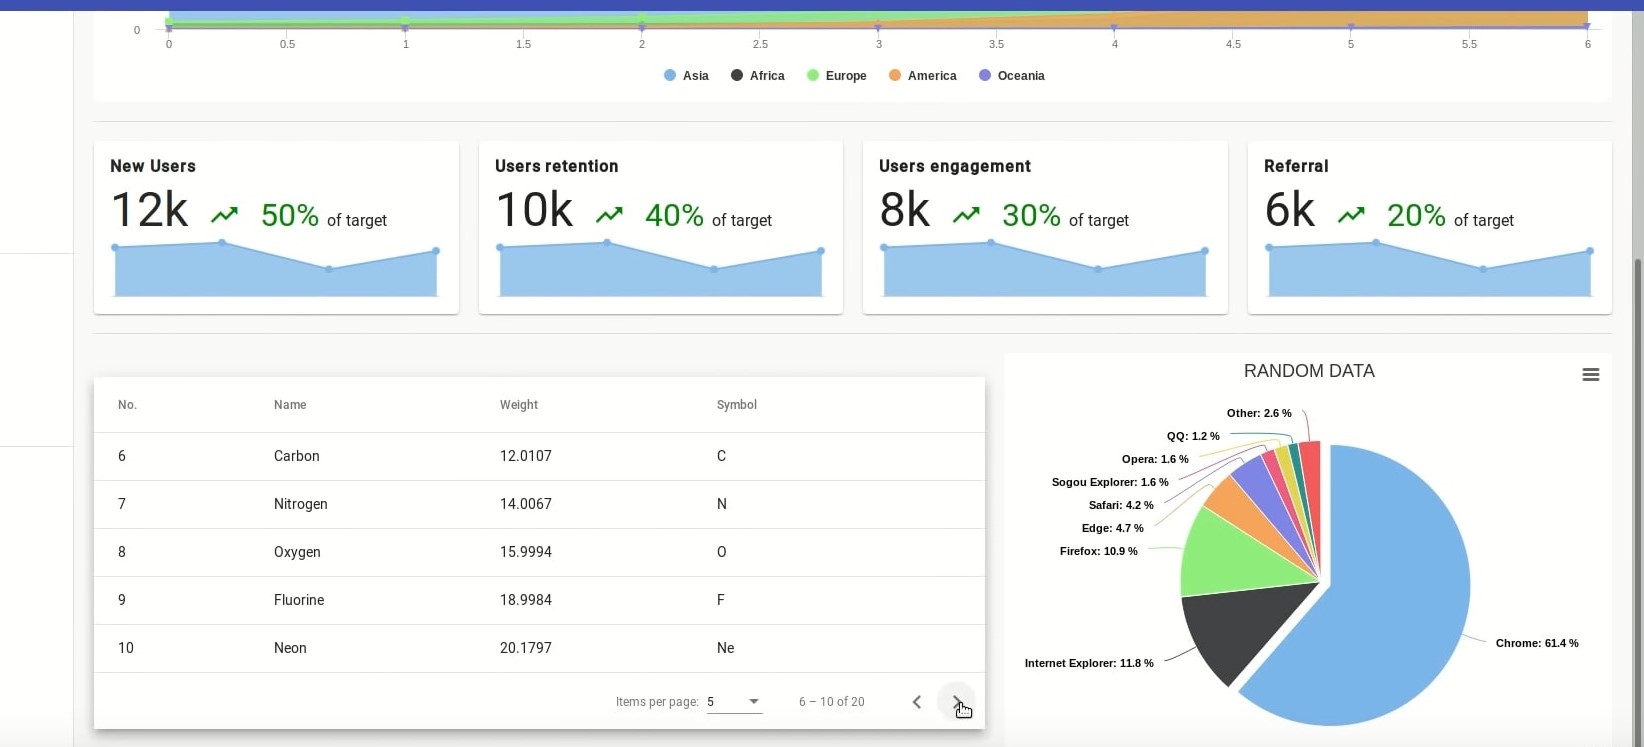 0
0 0.5 1 1.5 2 2.5 3 3.5 4 4.5 5 5.5 6
Asia Africa Europe America Oceania
New Users
12k 50% of target
Users retention
10k 40% of target
Users engagement
8k 30% of target
Referral
6k 20% of target
No. Name Weight Symbol
6 Carbon 12.0107 C
7 Nitrogen 14.0067 N
8 Oxygen 15.9994 O
9 Fluorine 18.9984 F
10 Neon 20.1797 Ne
Items per page: 5 6 – 10 of 20
RANDOM DATA
Other: 2.6 %
QQ: 1.2 %
Opera: 1.6 %
Sogou Explorer: 1.6 %
Safari: 4.2 %
Edge: 4.7 %
Firefox: 10.9 %
Chrome: 61.4 %
Internet Explorer: 11.8 %